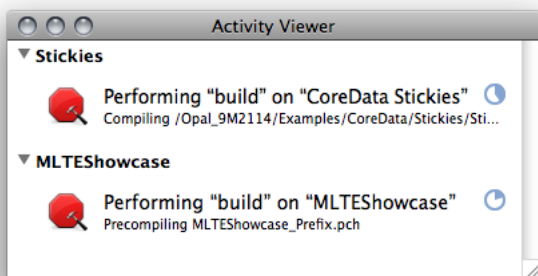 Activity Viewer
Stickies
Performing “build” on “CoreData Stickies”
Compiling /Opal_9M2114/Examples/CoreData/Stickies/Sti...
MLTEShowcase
Performing “build” on “MLTEShowcase”
Precompiling MLTEShowcase_Prefix.pch